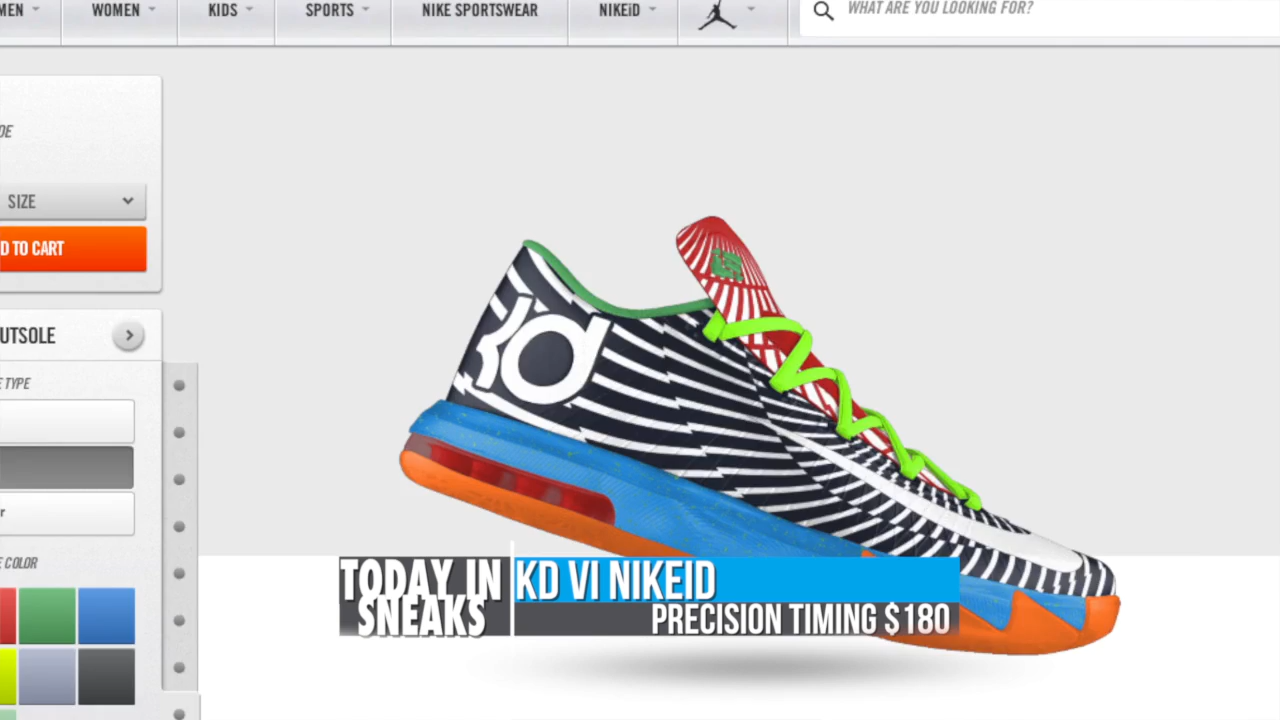 MEN
WOMEN
KIDS
SPORTS
NIKE SPORTSWEAR
NIKEiD
WHAT ARE YOU LOOKING FOR?
DE
SIZE
D TO CART
UTSOLE
E TYPE
r
E COLOR
kd
TODAY IN
SNEAKS
KD VI NIKEID
PRECISION TIMING $180